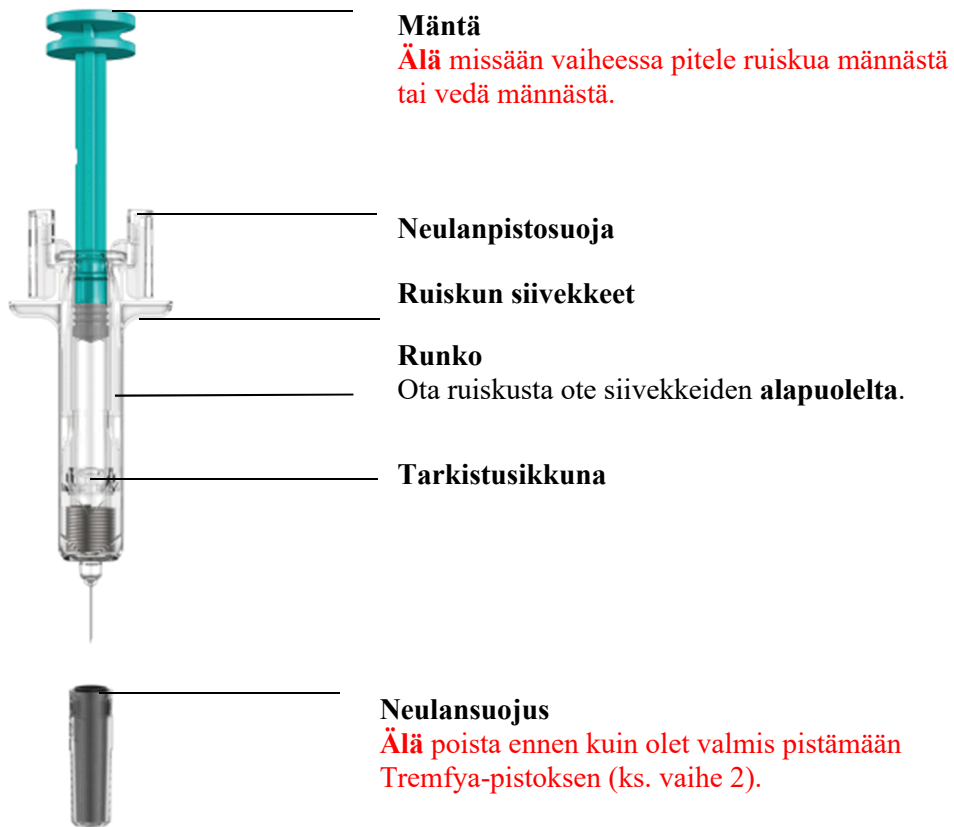 Mäntä
Älä missään vaiheessa pitele ruiskua männästä
tai vedä männästä.
Neulanpistosuoja
Ruiskun siivekkeet
Runko
Ota ruiskusta ote siivekkeiden alapuolelta.
Tarkistusikkuna
Neulansuojus
Älä poista ennen kuin olet valmis pistämään
Tremfya-pistoksen (ks. vaihe 2).